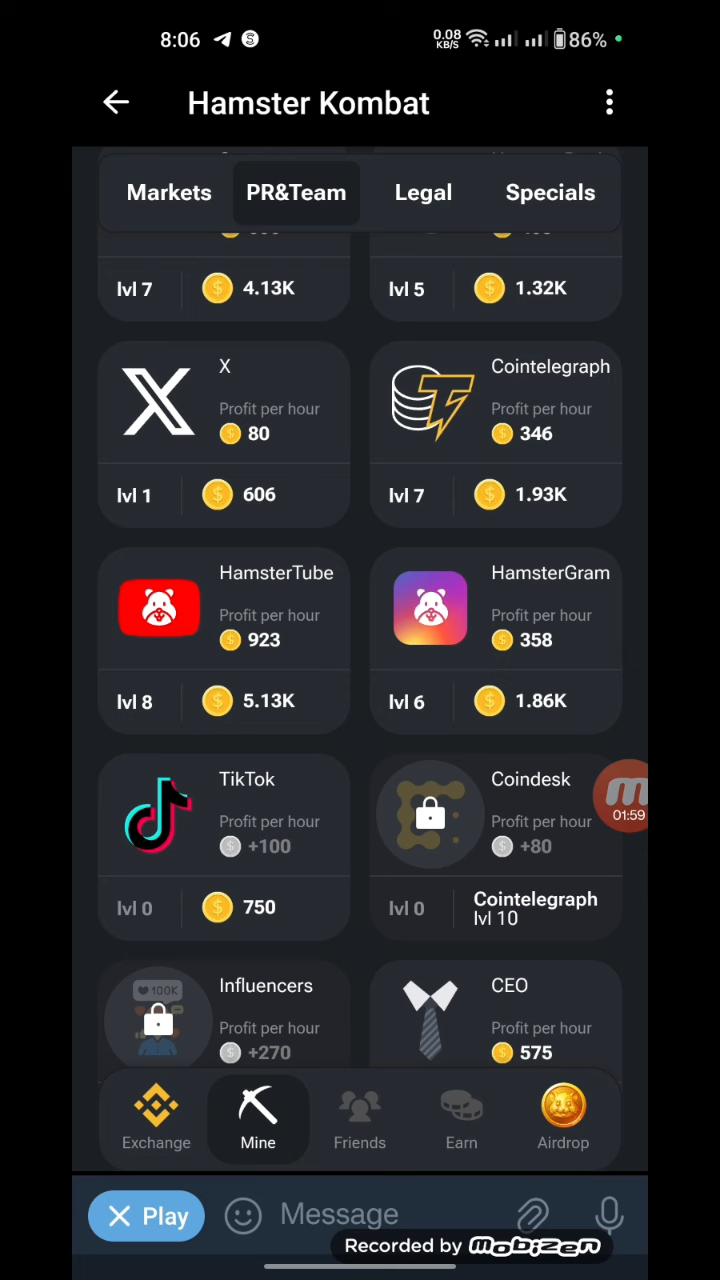 8:06
0.08
KB/S
86%
Hamster Kombat
Markets
PR&Team
Legal
Specials
lvl 7
4.13K
lvl 5
1.32K
X
Profit per hour
80
lvl 1
606
Cointelegraph
Profit per hour
346
lvl 7
1.93K
HamsterTube
Profit per hour
923
lvl 8
5.13K
HamsterGram
Profit per hour
358
lvl 6
1.86K
TikTok
Profit per hour
+100
lvl 0
750
Coindesk
Profit per hour
+80
lvl 0
Cointelegraph
lvl 10
01:59
100K
Influencers
Profit per hour
+270
CEO
Profit per hour
575
Exchange
Mine
Friends
Earn
Airdrop
Play
Message
Recorded by mobizen